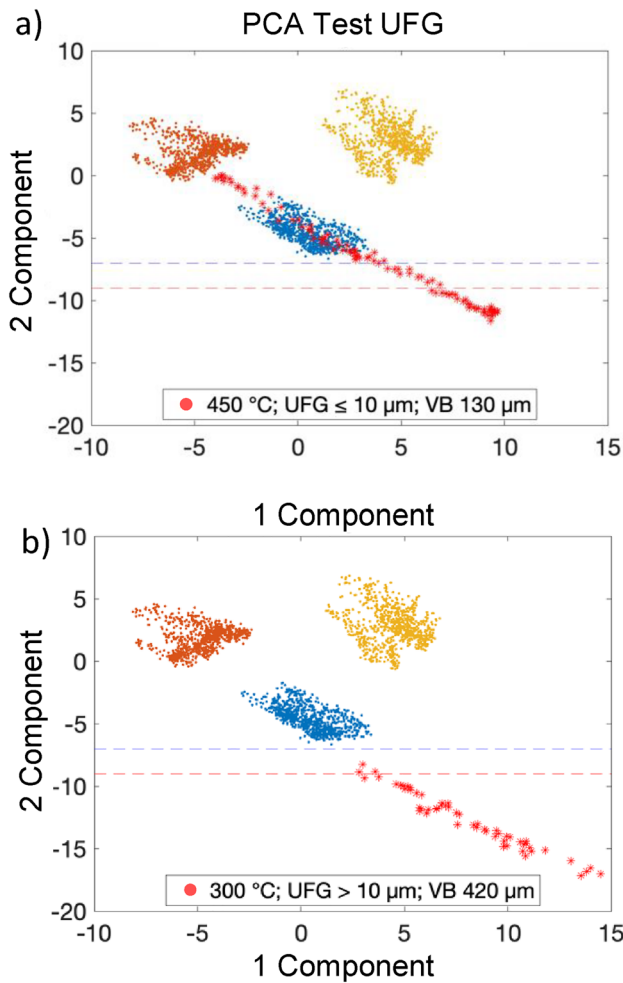 a)
PCA Test UFG
10
5
0
-5
-10
-15
-20
2 Component
450 °C; UFG ≤ 10 µm; VB 130 µm
-10 -5 0 5 10 15
1 Component
b)
10
5
0
-5
-10
-15
-20
2 Component
300 °C; UFG > 10 µm; VB 420 µm
-10 -5 0 5 10 15
1 Component